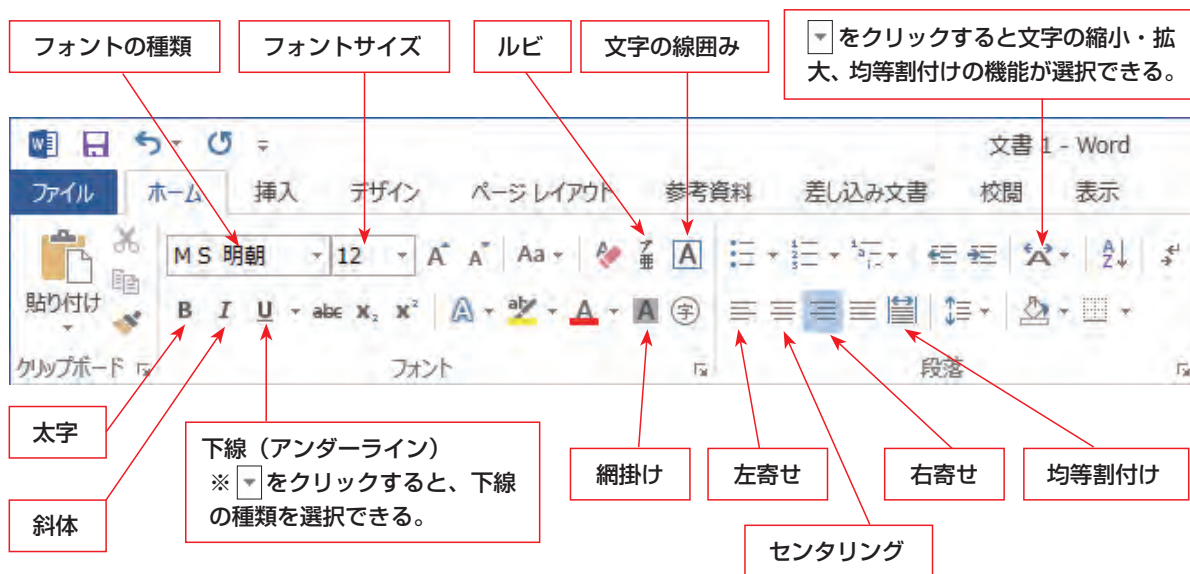 フォントの種類
フォントサイズ
ルビ
文字の線囲み
をクリックすると文字の縮小・拡
大、均等割付けの機能が選択できる。
文書 1 - Word
ファイル ホーム 挿入 デザイン ページ レイアウト 参考資料 差し込み文書 校閲 表示
貼り付け
ＭＳ 明朝 12 A A Aa ア亜 A A Z
B I U abc X₂ X² A aby A A 字
クリップボード フォント 段落
太字
斜体
下線（アンダーライン）
※ をクリックすると、下線
の種類を選択できる。
網掛け
左寄せ
センタリング
右寄せ
均等割付け